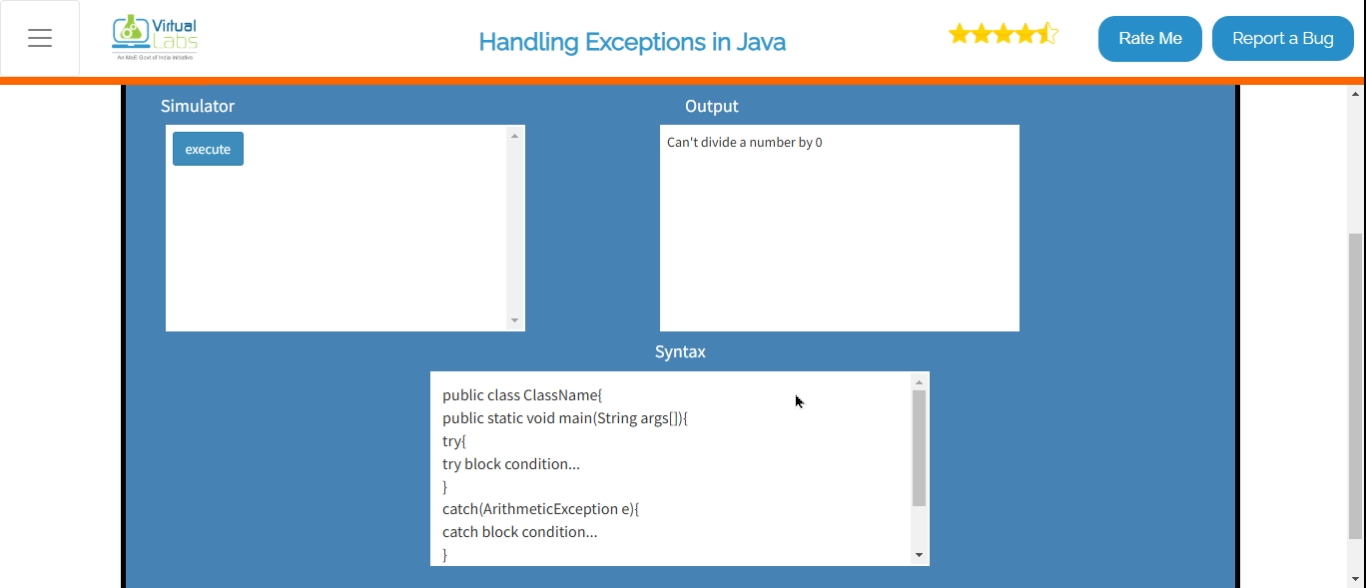 Virtual
Labs
An MoE Govt of India Initiative
Handling Exceptions in Java
Rate Me
Report a Bug
Simulator
Output
execute
Can't divide a number by 0
Syntax
public class ClassName{
public static void main(String args[]){
try{
try block condition...
}
catch(ArithmeticException e){
catch block condition...
}